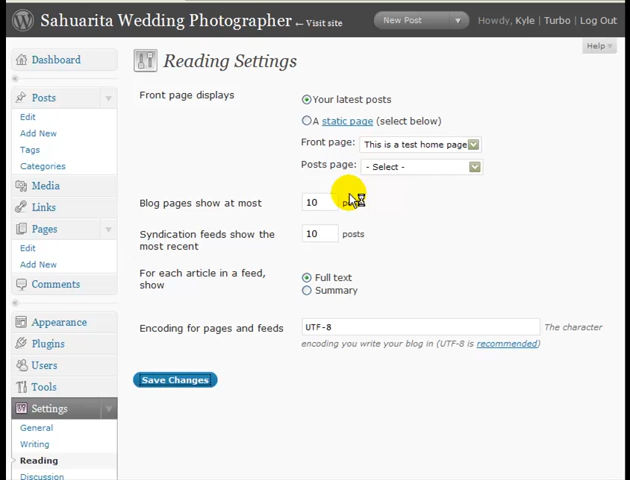 Sahuarita Wedding Photographer ← Visit site
New Post
Howdy, Kyle | Turbo | Log Out
Help
Dashboard
Posts
Edit
Add New
Tags
Categories
Media
Links
Pages
Edit
Add New
Comments
Appearance
Plugins
Users
Tools
Settings
General
Writing
Reading
Discussion
Reading Settings
Front page displays
Your latest posts
A static page (select below)
Front page: This is a test home page
Posts page: - Select -
Blog pages show at most
10
Syndication feeds show the
most recent
10 posts
For each article in a feed,
show
Full text
Summary
Encoding for pages and feeds
UTF-8
The character
encoding you write your blog in (UTF-8 is recommended)
Save Changes